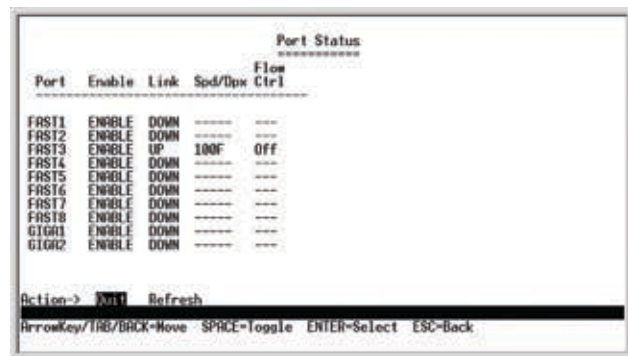 Port Status
===========
Flow
Port Enable Link Spd/Dpx Ctrl
FAST1 ENABLE DOWN ----- ---
FAST2 ENABLE DOWN ----- ---
FAST3 ENABLE UP 100F Off
FAST4 ENABLE DOWN ----- ---
FAST5 ENABLE DOWN ----- ---
FAST6 ENABLE DOWN ----- ---
FAST7 ENABLE DOWN ----- ---
FAST8 ENABLE DOWN ----- ---
GIGA1 ENABLE DOWN ----- ---
GIGA2 ENABLE DOWN ----- ---
Action-> Quit Refresh
ArrowKey/TAB/BACK=Move SPACE=Toggle ENTER=Select ESC=Back